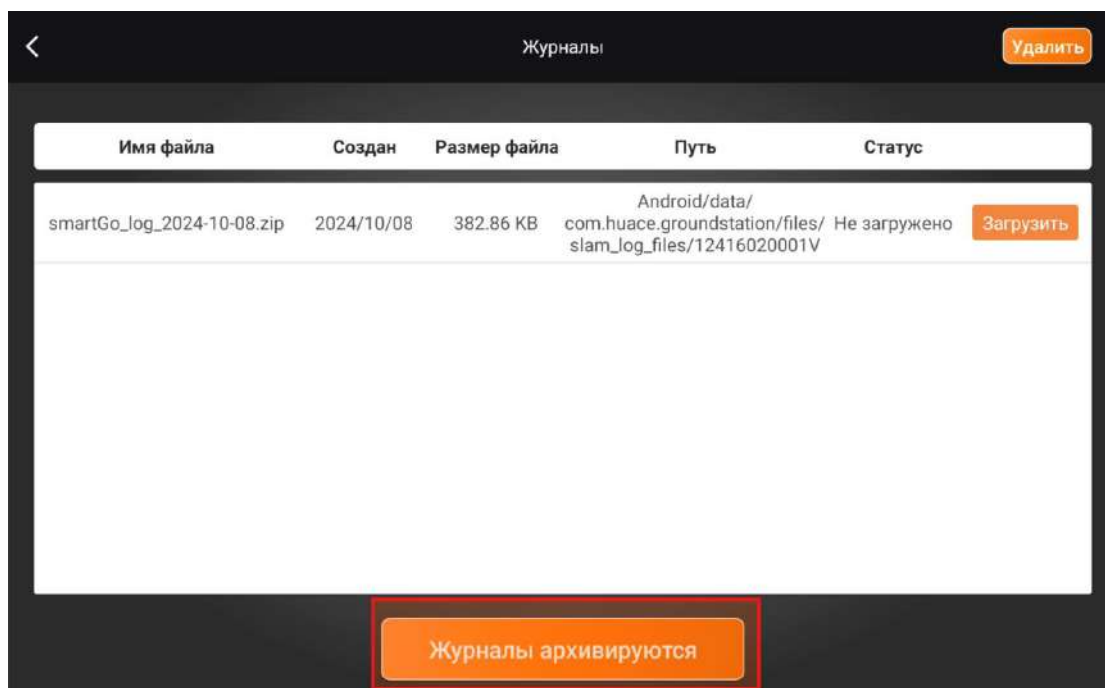 Журналы
Удалить
Имя файла Создан Размер файла Путь Статус
smartGo_log_2024-10-08.zip 2024/10/08 382.86 KB Android/data/
com.huace.groundstation/files/
slam_log_files/12416020001V Не загружено Загрузить
Журналы архивируются